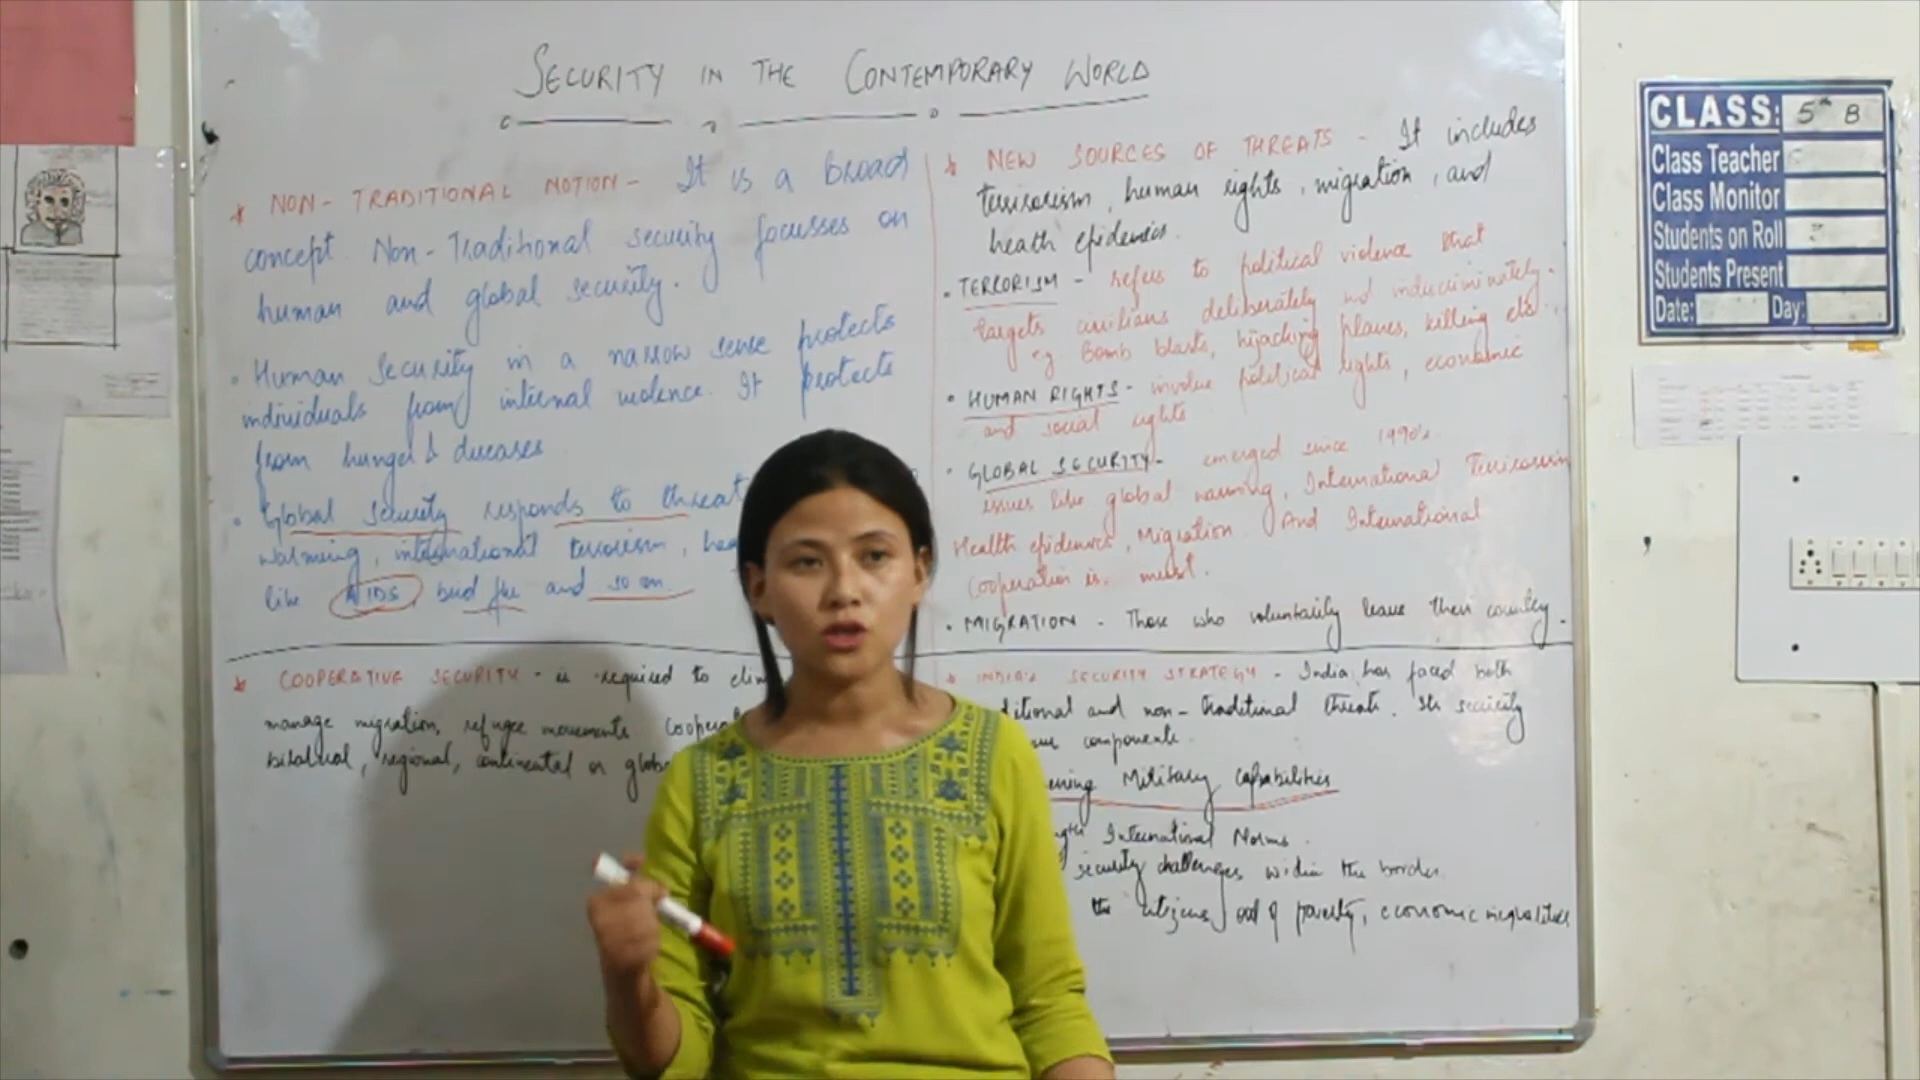 SECURITY IN THE CONTEMPORARY WORLD
* NON-TRADITIONAL NOTION - It is a broad
concept. Non-Traditional security focusses on
human and global security.
• Human Security in a narrow sense protects
individuals from internal violence. It protects
from hunger & diseases
• Global Security responds to threat
warming, international terrorism, hea
like AIDS, bird flu and so on.
* COOPERATIVE SECURITY - is required to
manage migration, refugee movements Coopera
bilateral, regional, continental or globa
* NEW SOURCES OF THREATS - It includes
terrorism, human rights, migration, and
heath epidemics.
• TERRORISM - refers to political violence that
targets civilians deliberately and indiscriminately.
eg Bomb blasts, hijacking planes, killing etc.
• HUMAN RIGHTS - involve political rights, economic
and social rights
• GLOBAL SECURITY - emerged since 1990's
issues like global warming, International Terrorism
Health epidemics, Migration. And International
Cooperation is must.
• MIGRATION - Those who voluntarily leave their country.
* INDIA'S SECURITY STRATEGY - India has faced both
ditional and non-traditional threats. Its security
components.
ening Military Capabilities
International Norms.
security challenges within the border.
the citizens out of poverty, economic inequalities
CLASS: 5th B
Class Teacher
Class Monitor
Students on Roll
Students Present
Date: Day: